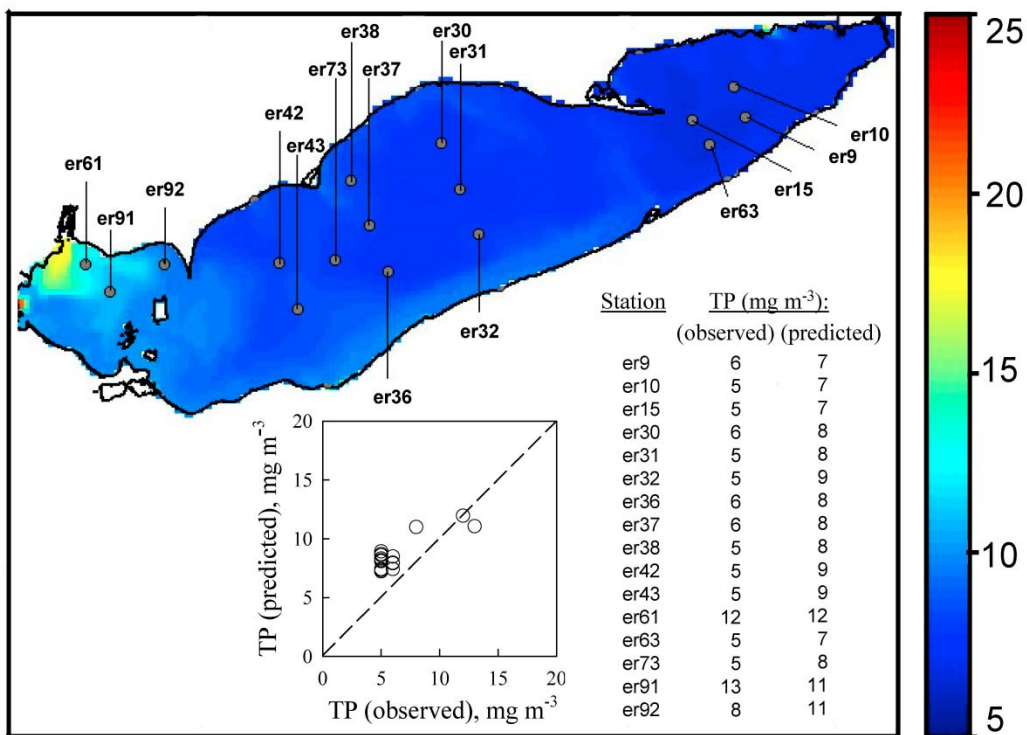 er38
er30
er31
er73
er37
er42
er43
er61
er91
er92
er10
er9
er15
er63
er32
er36
25
20
15
10
5
Station TP (mg m⁻³):
(observed) (predicted)
er9 6 7
er10 5 7
er15 5 7
er30 6 8
er31 5 8
er32 5 9
er36 6 8
er37 6 8
er38 5 8
er42 5 9
er43 5 9
er61 12 12
er63 5 7
er73 5 8
er91 13 11
er92 8 11
TP (predicted), mg m⁻³
20
15
10
5
0
0 5 10 15 20
TP (observed), mg m⁻³